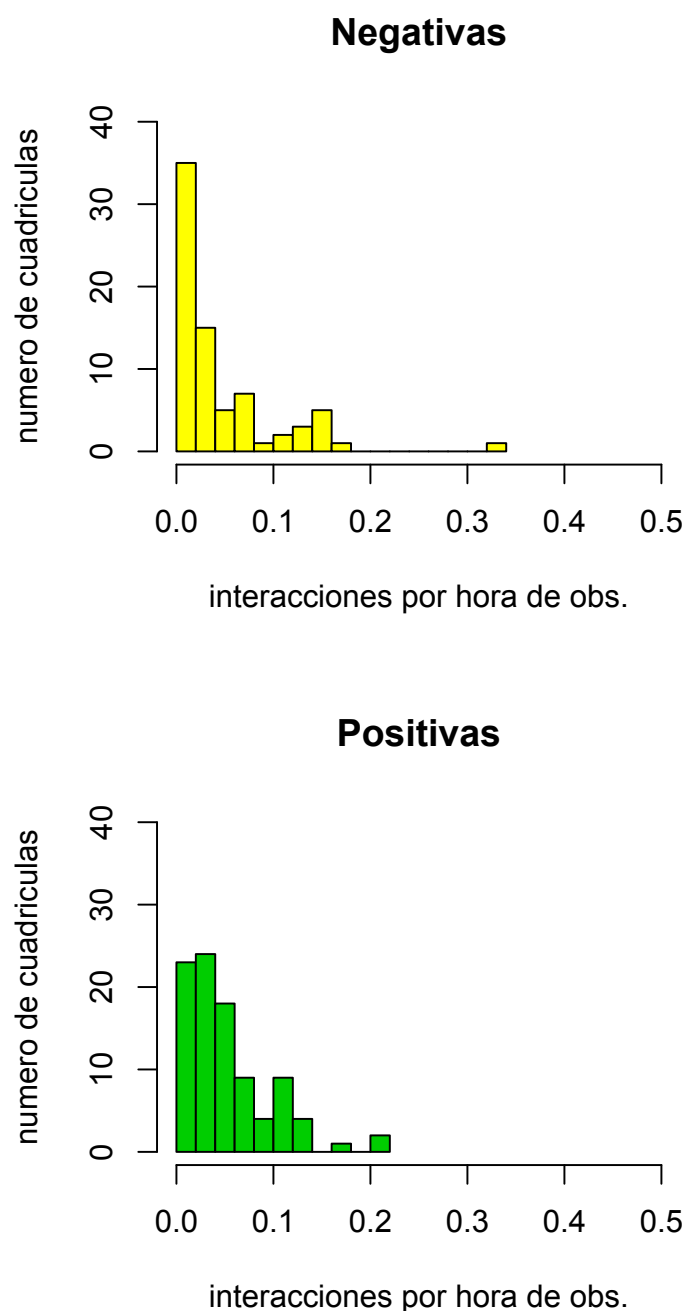 Negativas
numero de cuadriculas
40
30
20
10
0
0.0 0.1 0.2 0.3 0.4 0.5
interacciones por hora de obs.
Positivas
numero de cuadriculas
40
30
20
10
0
0.0 0.1 0.2 0.3 0.4 0.5
interacciones por hora de obs.